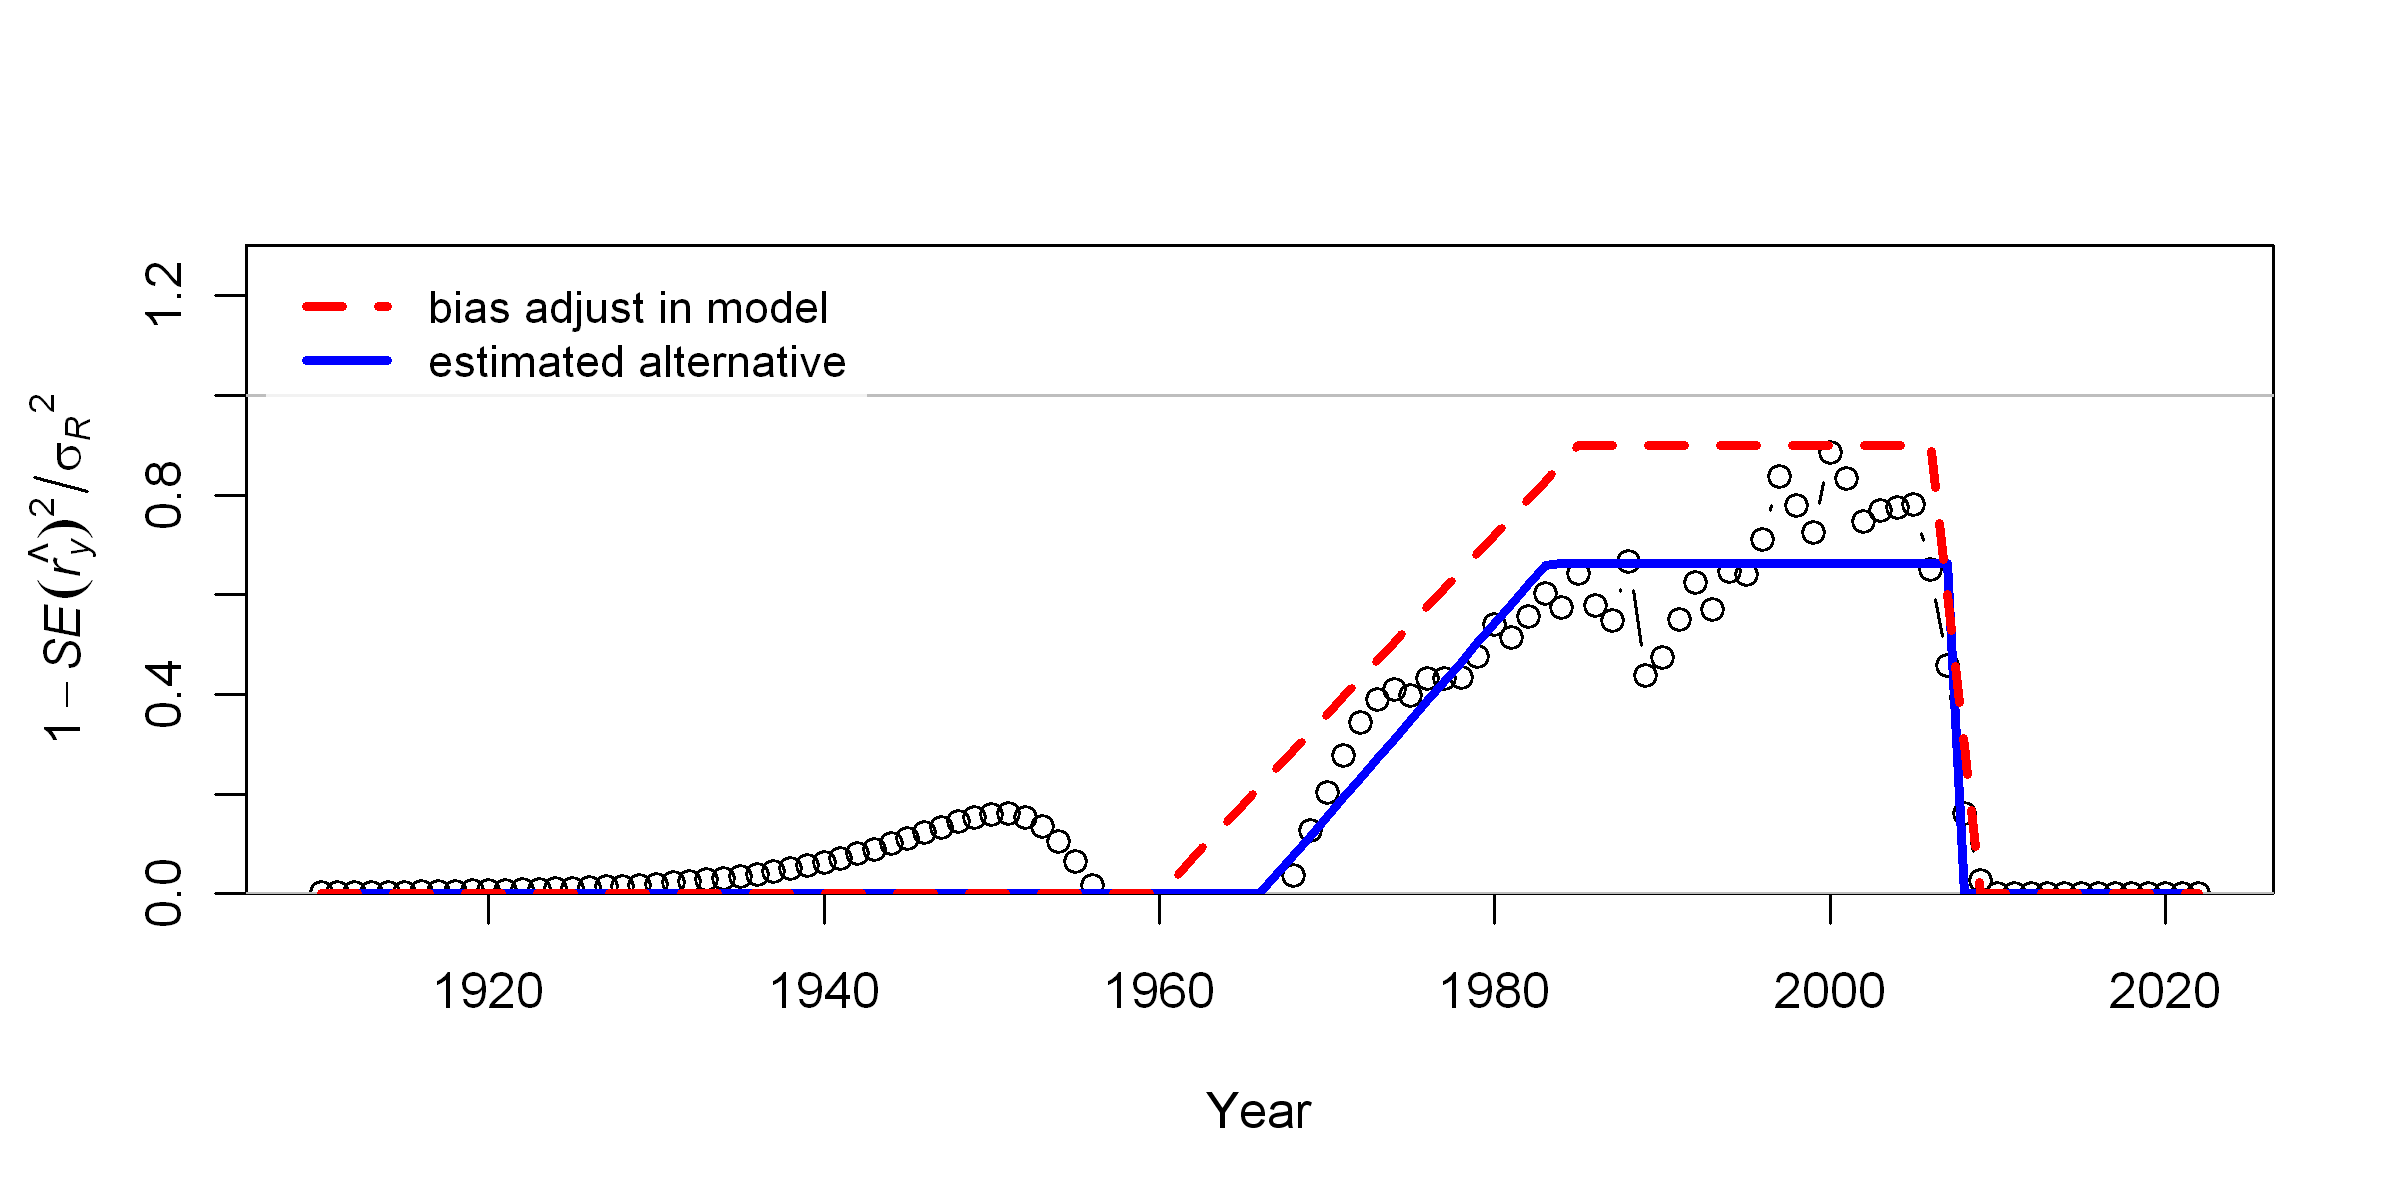 bias adjust in model
estimated alternative
1 − SE(r̂y)² / σR²
1.2
0.8
0.4
0.0
1920 1940 1960 1980 2000 2020
Year